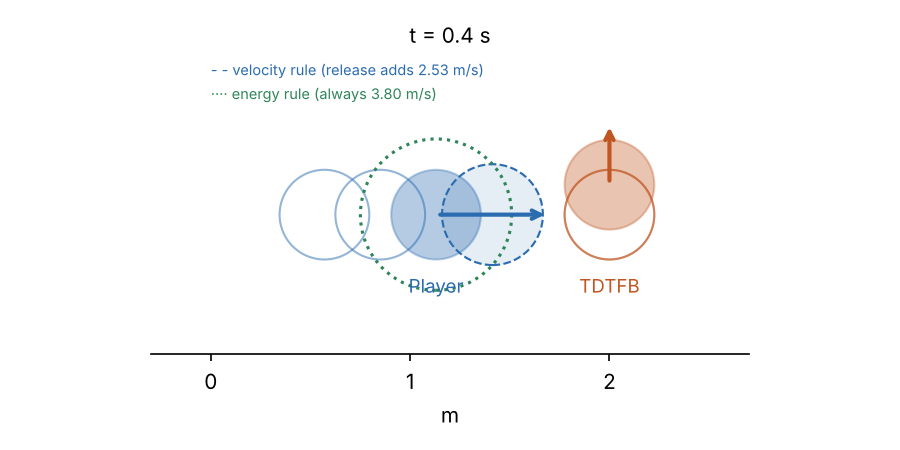 t = 0.4 s
- - velocity rule (release adds 2.53 m/s)
···· energy rule (always 3.80 m/s)
Player
TDTFB
0
1
2
m